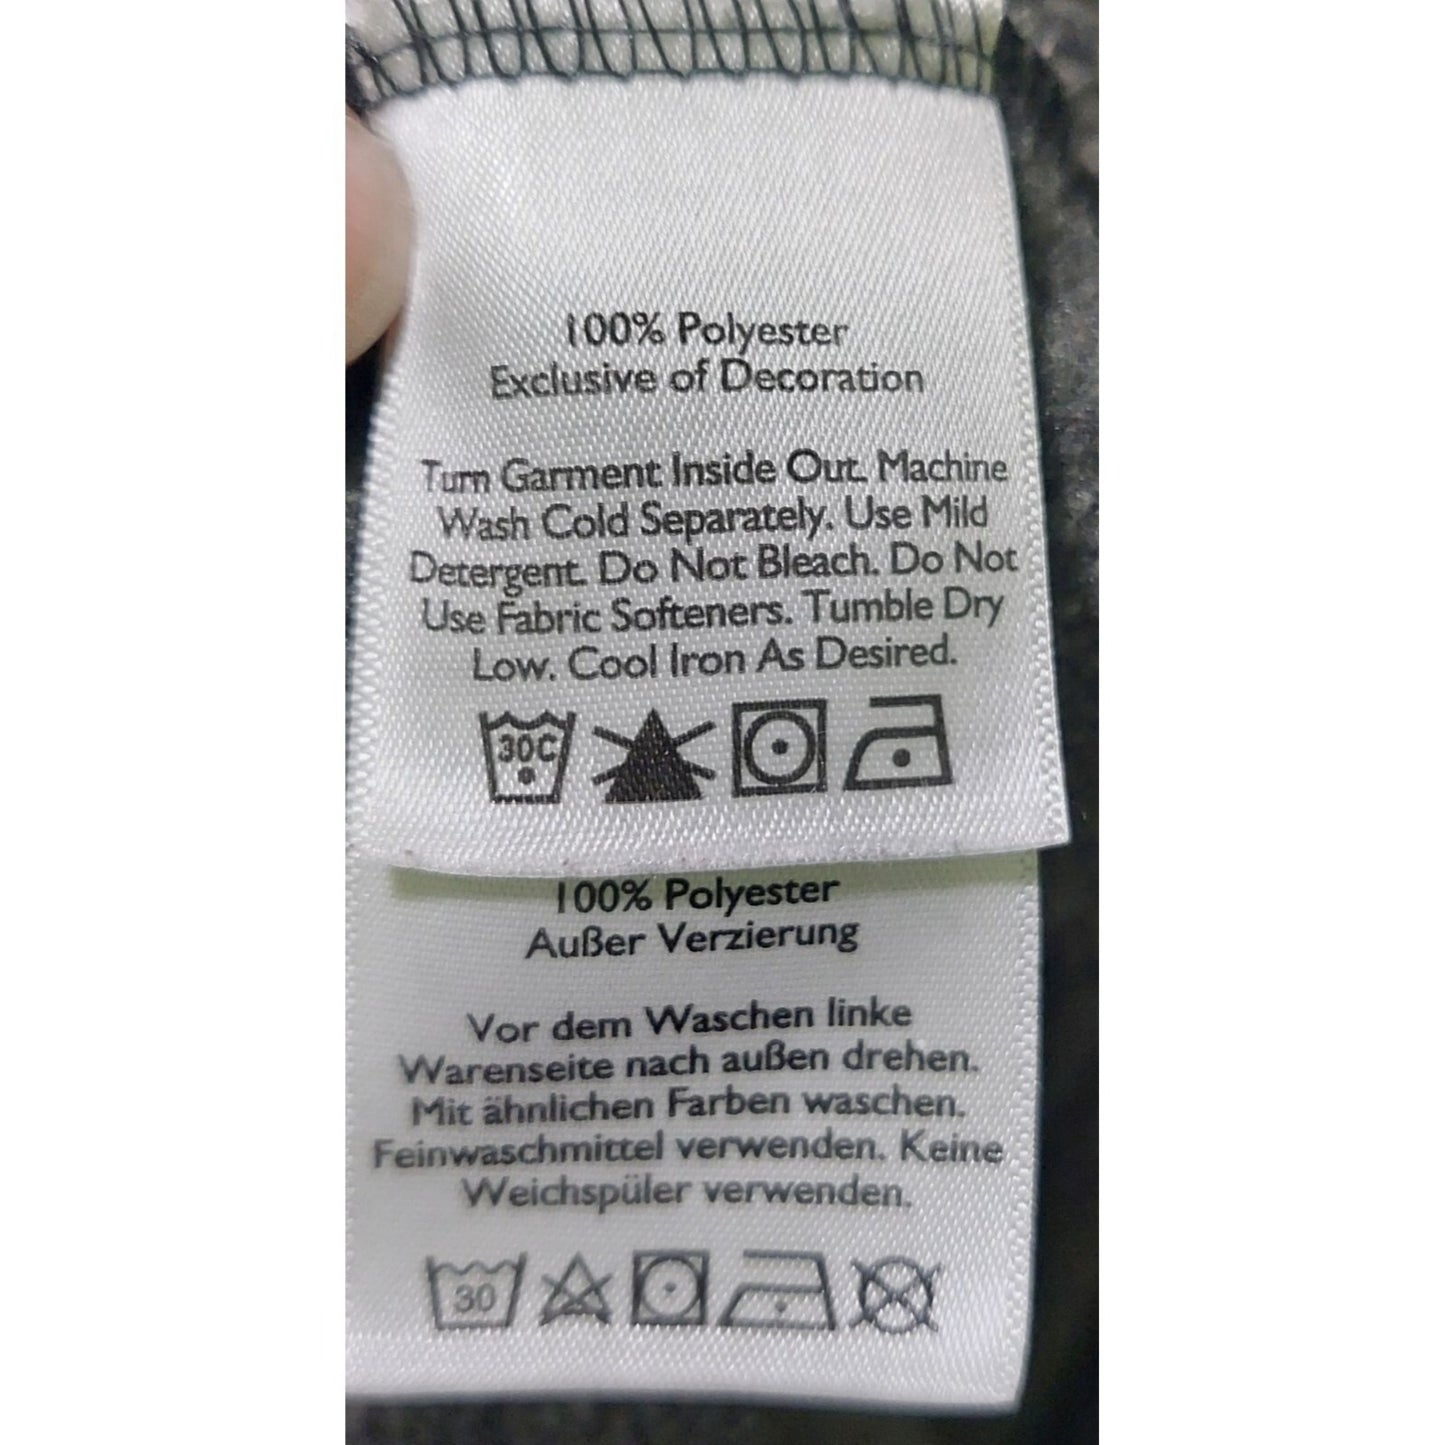 100% Polyester
Exclusive of Decoration
Turn Garment Inside Out. Machine
Wash Cold Separately. Use Mild
Detergent. Do Not Bleach. Do Not
Use Fabric Softeners. Tumble Dry
Low. Cool Iron As Desired.
30C
100% Polyester
Außer Verzierung
Vor dem Waschen linke
Warenseite nach außen drehen.
Mit ähnlichen Farben waschen.
Feinwaschmittel verwenden. Keine
Weichspüler verwenden.
30